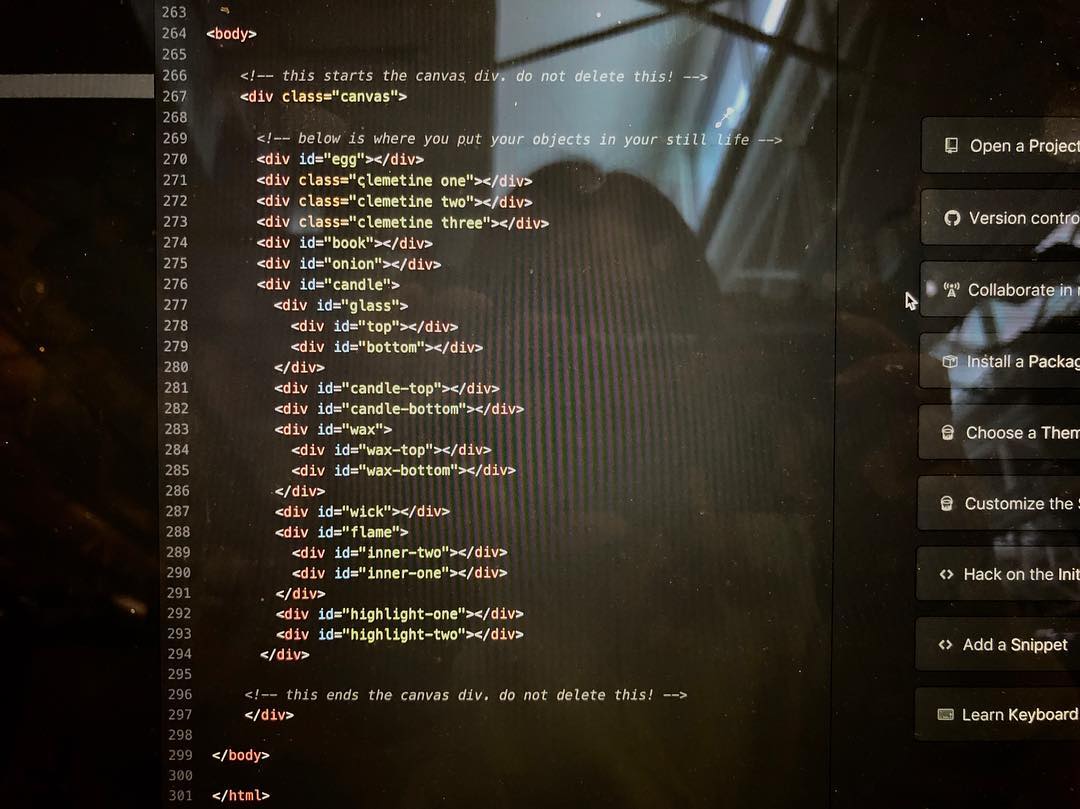 263
264 <body>
265
266 <!-- this starts the canvas div. do not delete this! -->
267 <div class="canvas">
268
269 <!-- below is where you put your objects in your still life -->
270 <div id="egg"></div>
271 <div class="clemetine one"></div>
272 <div class="clemetine two"></div>
273 <div class="clemetine three"></div>
274 <div id="book"></div>
275 <div id="onion"></div>
276 <div id="candle">
277 <div id="glass">
278 <div id="top"></div>
279 <div id="bottom"></div>
280 </div>
281 <div id="candle-top"></div>
282 <div id="candle-bottom"></div>
283 <div id="wax">
284 <div id="wax-top"></div>
285 <div id="wax-bottom"></div>
286 </div>
287 <div id="wick"></div>
288 <div id="flame">
289 <div id="inner-two"></div>
290 <div id="inner-one"></div>
291 </div>
292 <div id="highlight-one"></div>
293 <div id="highlight-two"></div>
294 </div>
295
296 <!-- this ends the canvas div. do not delete this! -->
297 </div>
298
299 </body>
300
301 </html>
Open a Project
Version contro
Collaborate in
Install a Packag
Choose a Them
Customize the
Hack on the Init
Add a Snippet
Learn Keyboard